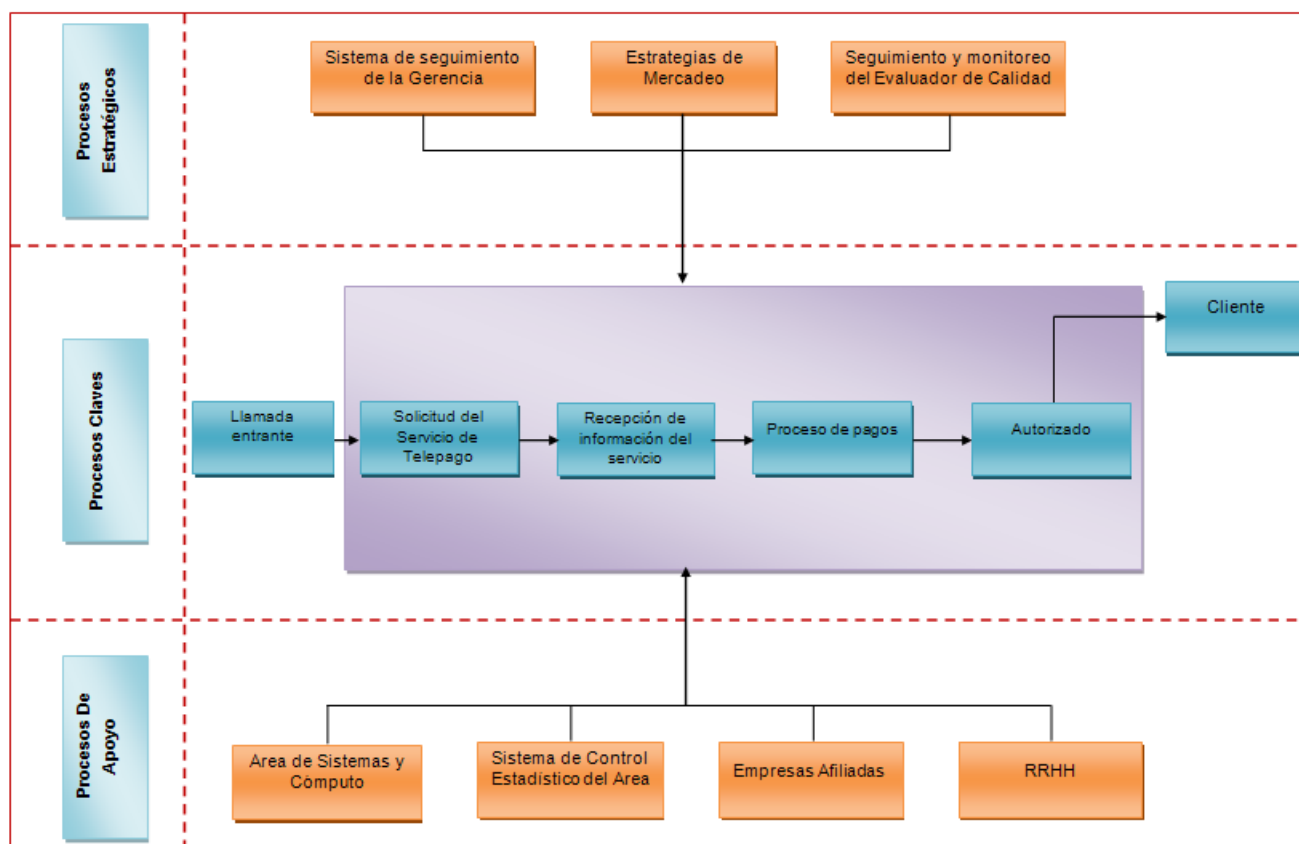 Procesos
Estratégicos
Sistema de seguimiento
de la Gerencia
Estrategias de
Mercadeo
Seguimiento y monitoreo
del Evaluador de Calidad
Procesos Claves
Llamada
entrante
Solicitud del
Servicio de
Telepago
Recepción de
información del
servicio
Proceso de pagos
Autorizado
Cliente
Procesos De
Apoyo
Area de Sistemas y
Cómputo
Sistema de Control
Estadístico del Area
Empresas Afiliadas
RRHH